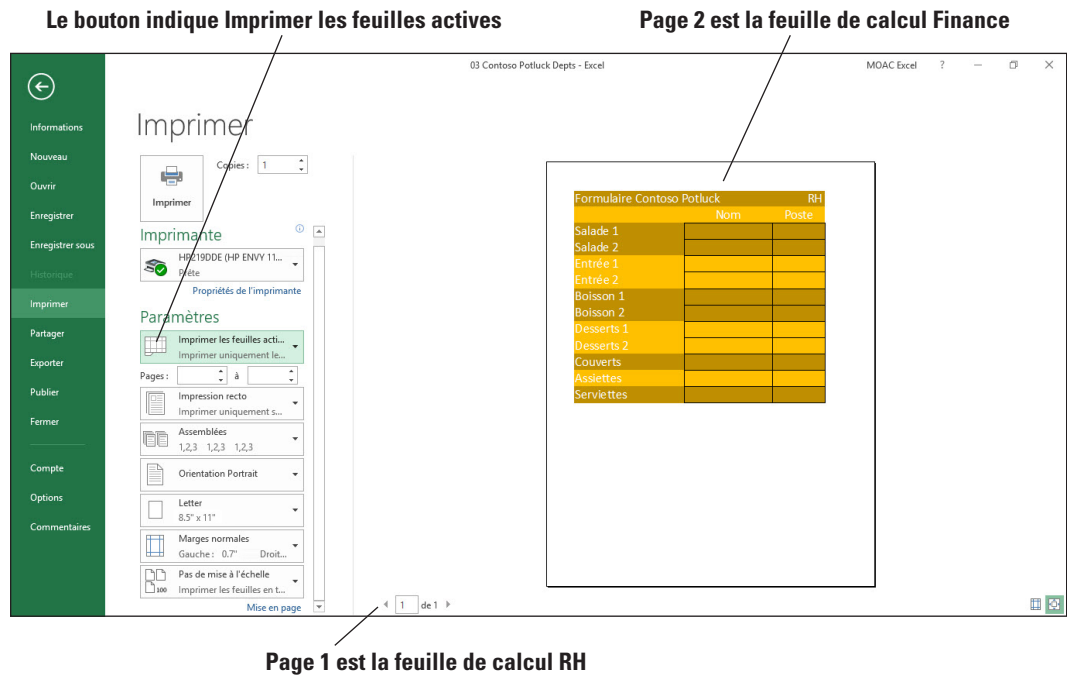 Le bouton indique Imprimer les feuilles actives
Page 2 est la feuille de calcul Finance
03 Contoso Potluck Depts - Excel
MOAC Excel ?
Informations
Nouveau
Ouvrir
Enregistrer
Enregistrer sous
Historique
Imprimer
Partager
Exporter
Publier
Fermer
Compte
Options
Commentaires
Imprimer
Imprimer
Copies : 1
Imprimante
HP219DDE (HP ENVY 11...
Prête
Propriétés de l'imprimante
Paramètres
Imprimer les feuilles acti...
Imprimer uniquement le...
Pages : à
Impression recto
Imprimer uniquement s...
Assemblées
1,2,3 1,2,3 1,2,3
Orientation Portrait
Letter
8.5" x 11"
Marges normales
Gauche : 0.7" Droit...
Pas de mise à l'échelle
100
Imprimer les feuilles en t...
Mise en page
Formulaire Contoso Potluck RH
Nom Poste
Salade 1
Salade 2
Entrée 1
Entrée 2
Boisson 1
Boisson 2
Desserts 1
Desserts 2
Couverts
Assiettes
Serviettes
1 de 1
Page 1 est la feuille de calcul RH